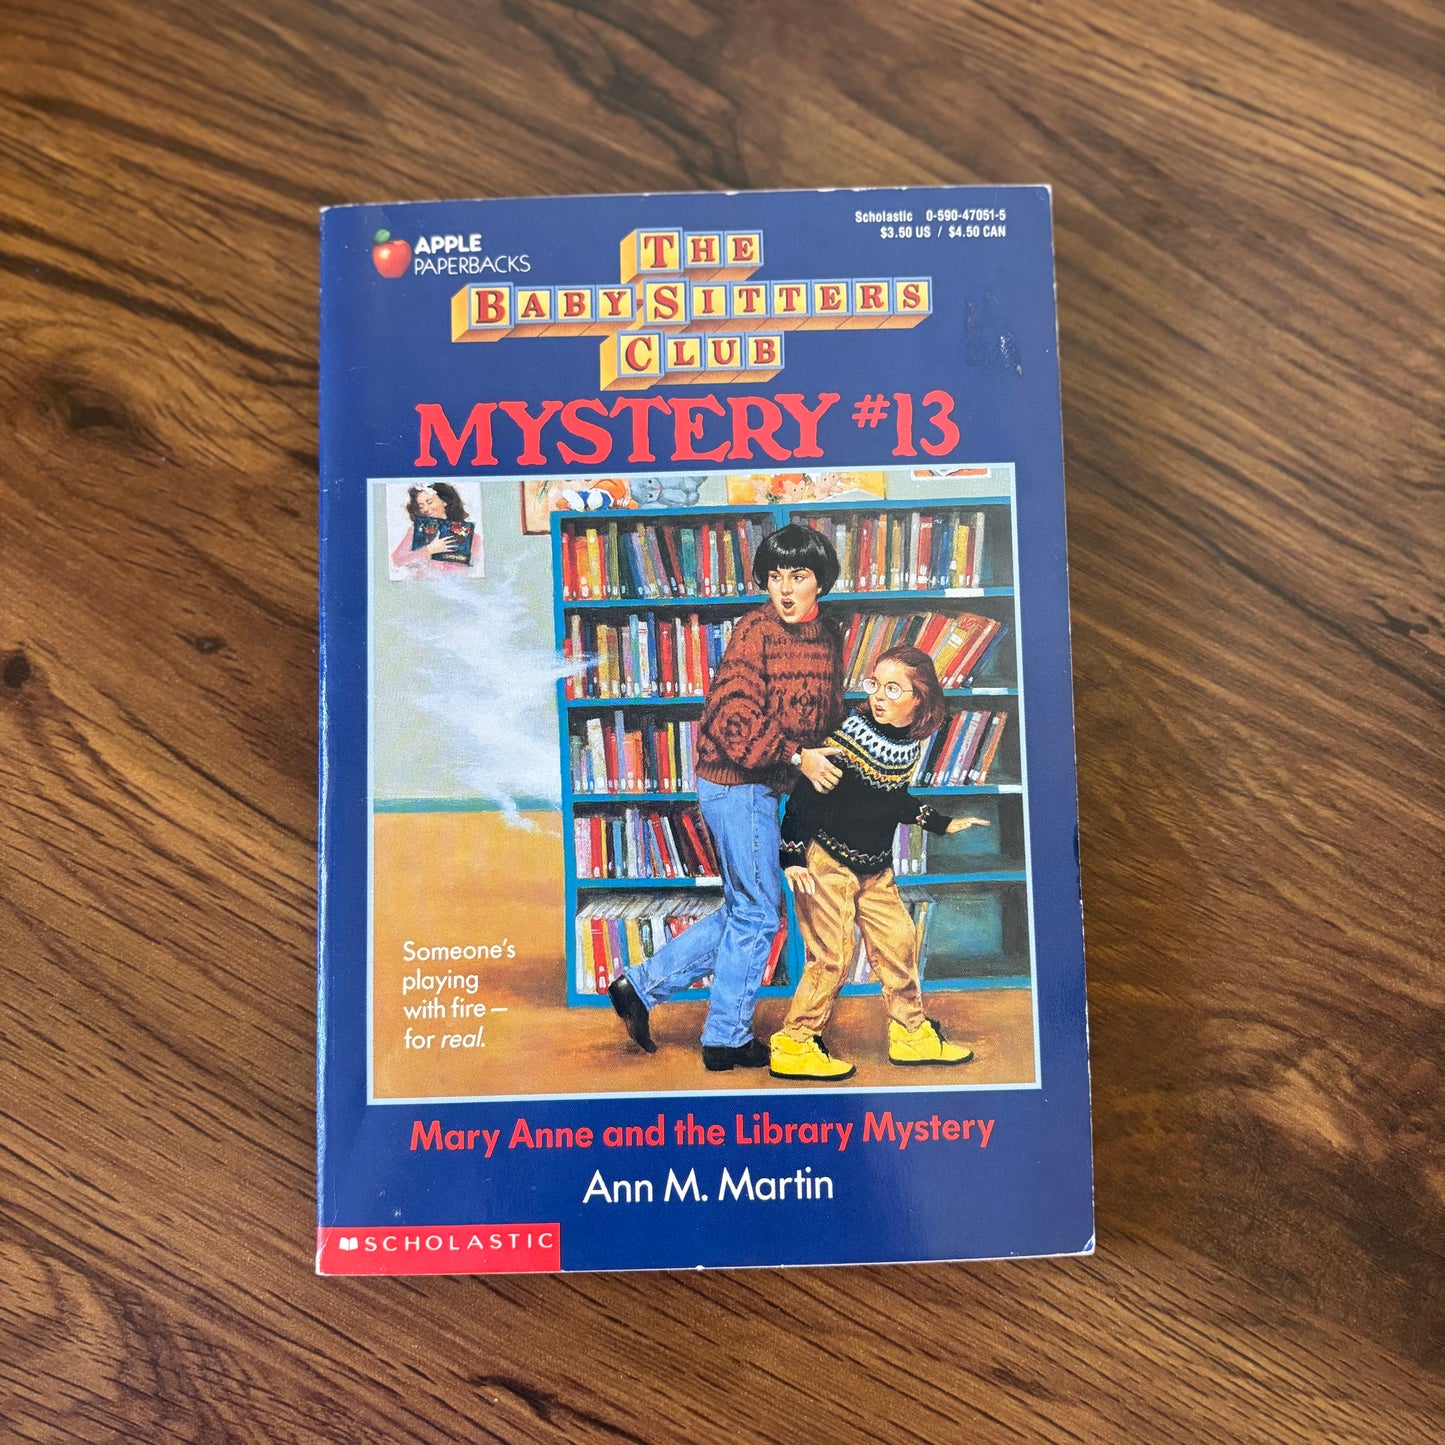 Scholastic 0-590-47051-5
$3.50 US / $4.50 CAN
APPLE
PAPERBACKS
THE
BABY-SITTERS
CLUB
MYSTERY #13
Someone's
playing
with fire —
for real.
Mary Anne and the Library Mystery
Ann M. Martin
SCHOLASTIC